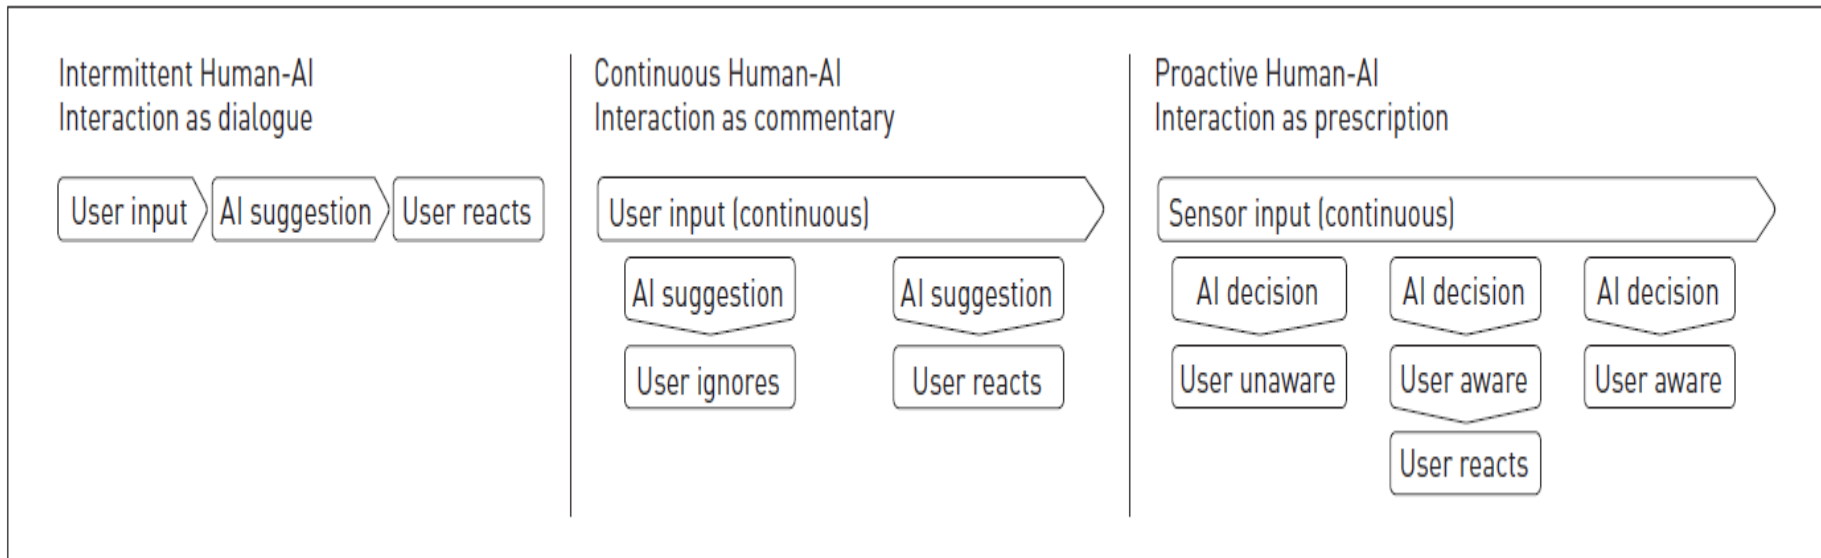 Intermittent Human-AI
Interaction as dialogue
User input
AI suggestion
User reacts
Continuous Human-AI
Interaction as commentary
User input (continuous)
AI suggestion
AI suggestion
User ignores
User reacts
Proactive Human-AI
Interaction as prescription
Sensor input (continuous)
AI decision
AI decision
AI decision
User unaware
User aware
User aware
User reacts